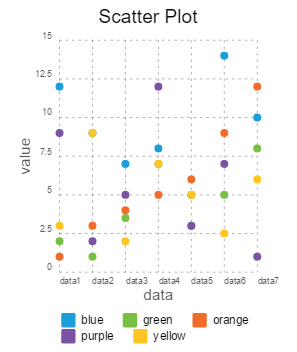 Scatter Plot
15
12.5
10
7.5
5
2.5
0
value
data1 data2 data3 data4 data5 data6 data7
data
blue green orange
purple yellow